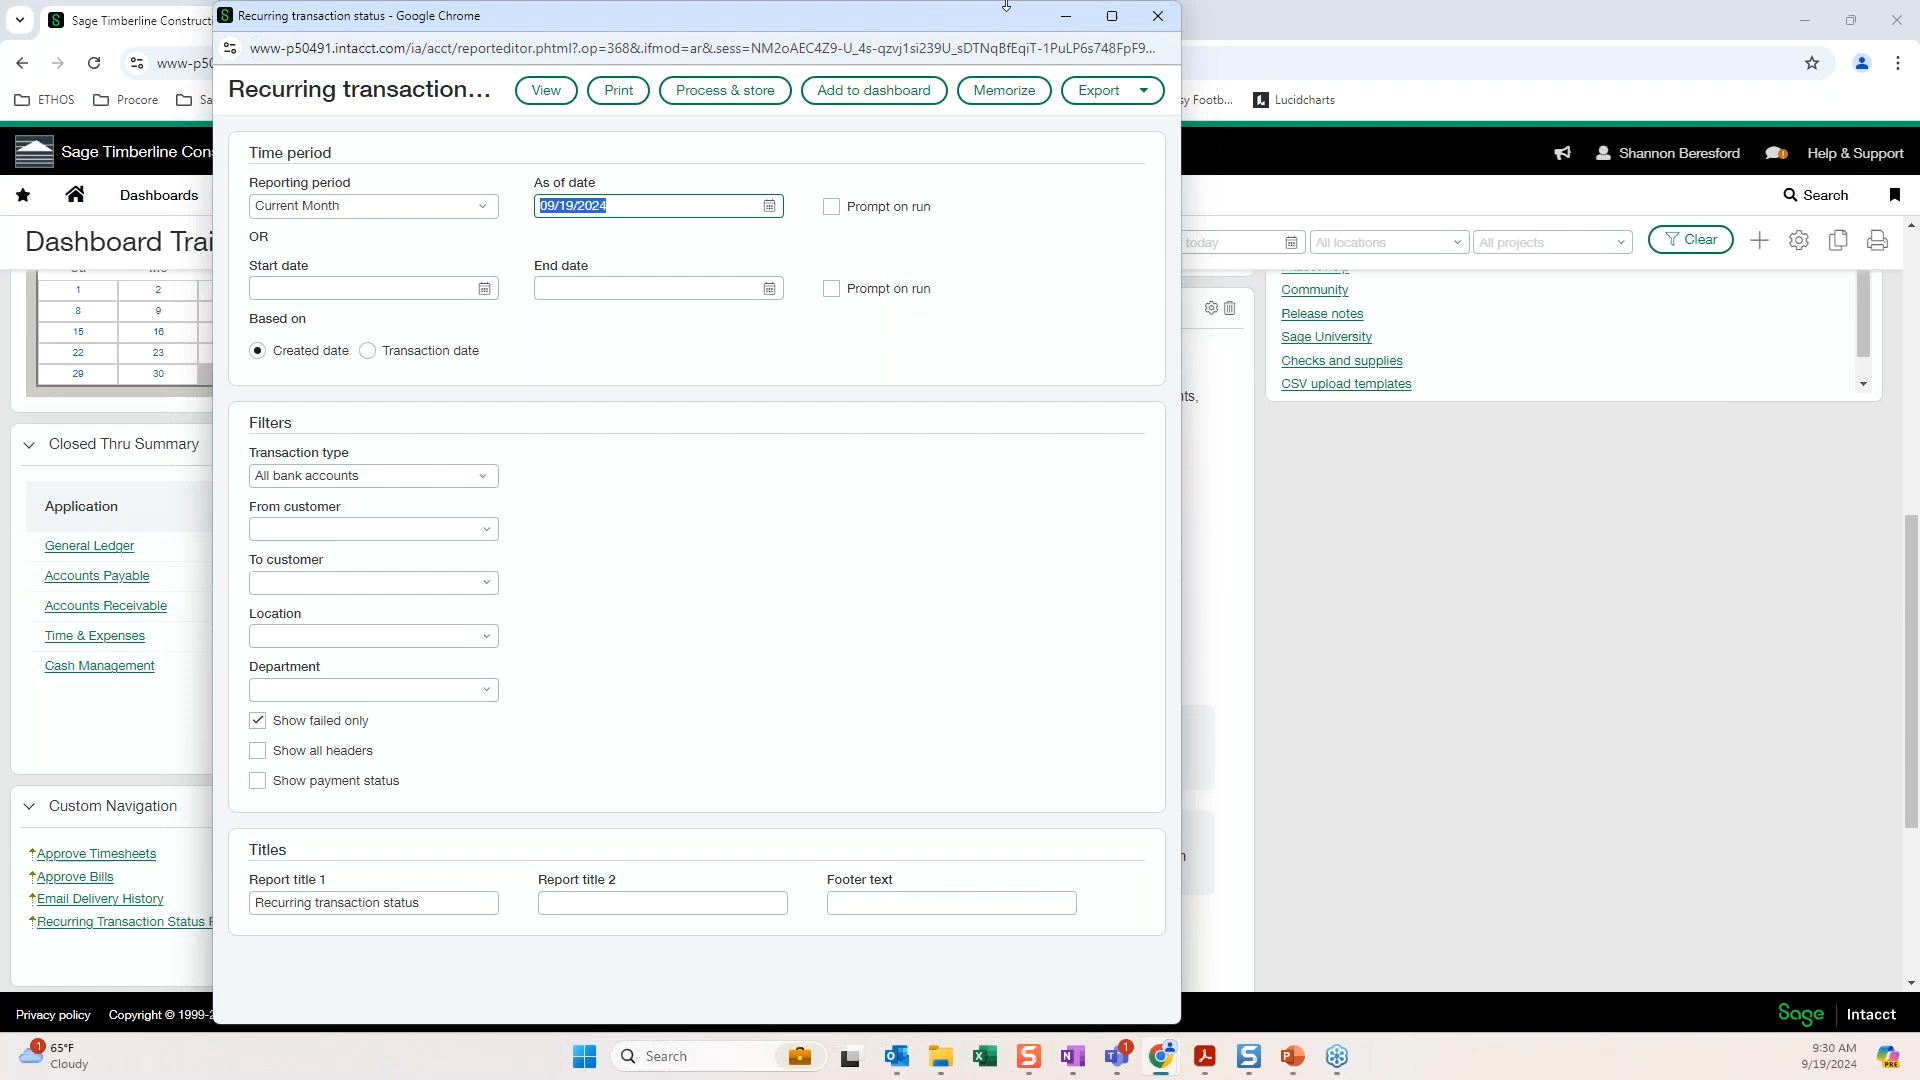 Sage Timberline Construct
Recurring transaction status - Google Chrome
www-p50
www-p50491.intacct.com/ia/acct/reporteditor.phtml?.op=368&.ifmod=ar&.sess=NM2oAEC4Z9-U_4s-qzvj1si239U_sDTNqBfEqiT-1PuLP6s748FpF9...
ETHOS
Procore
Sa
sy Footb...
Lucidcharts
Recurring transaction...
View
Print
Process & store
Add to dashboard
Memorize
Export
Sage Timberline Cons
Shannon Beresford
Help & Support
Dashboards
Search
Dashboard Trai
today
All locations
All projects
Clear
Time period
Reporting period
As of date
Current Month
09/19/2024
Prompt on run
OR
Start date
End date
Prompt on run
Based on
Created date
Transaction date
1 2
8 9
15 16
22 23
29 30
Community
Release notes
Sage University
Checks and supplies
CSV upload templates
Closed Thru Summary
Application
General Ledger
Accounts Payable
Accounts Receivable
Time & Expenses
Cash Management
Filters
Transaction type
All bank accounts
From customer
To customer
Location
Department
Show failed only
Show all headers
Show payment status
Custom Navigation
Approve Timesheets
Approve Bills
Email Delivery History
Recurring Transaction Status
Titles
Report title 1
Report title 2
Footer text
Recurring transaction status
Privacy policy
Copyright © 1999-2
Sage
Intacct
1
65°F
Cloudy
Search
1
9:30 AM
9/19/2024
PRE